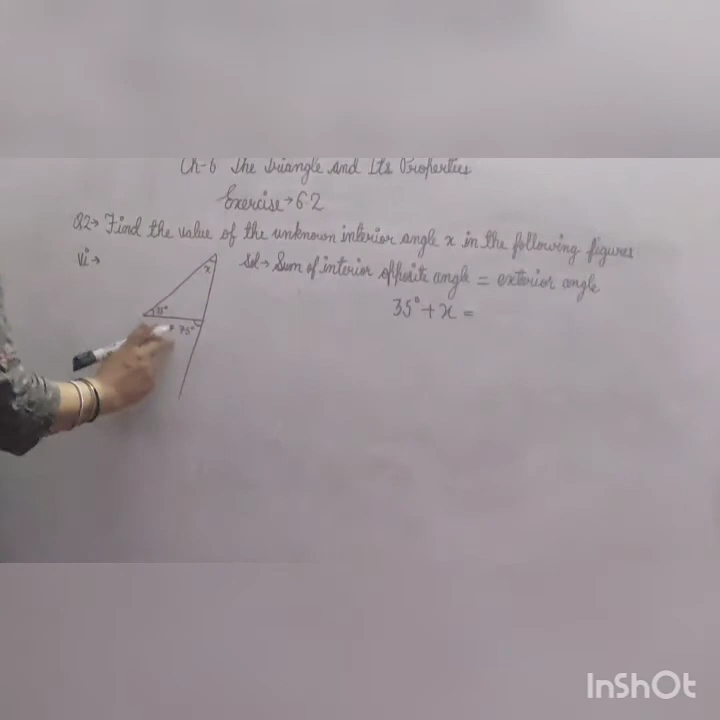 Ch-6 The Triangle and Its Properties
Exercise→6.2
Q2→ Find the value of the unknown interior angle x in the following figures
vi→
Sol→ Sum of interior opposite angle = exterior angle
35° + x =
x
35°
75°
InShOt